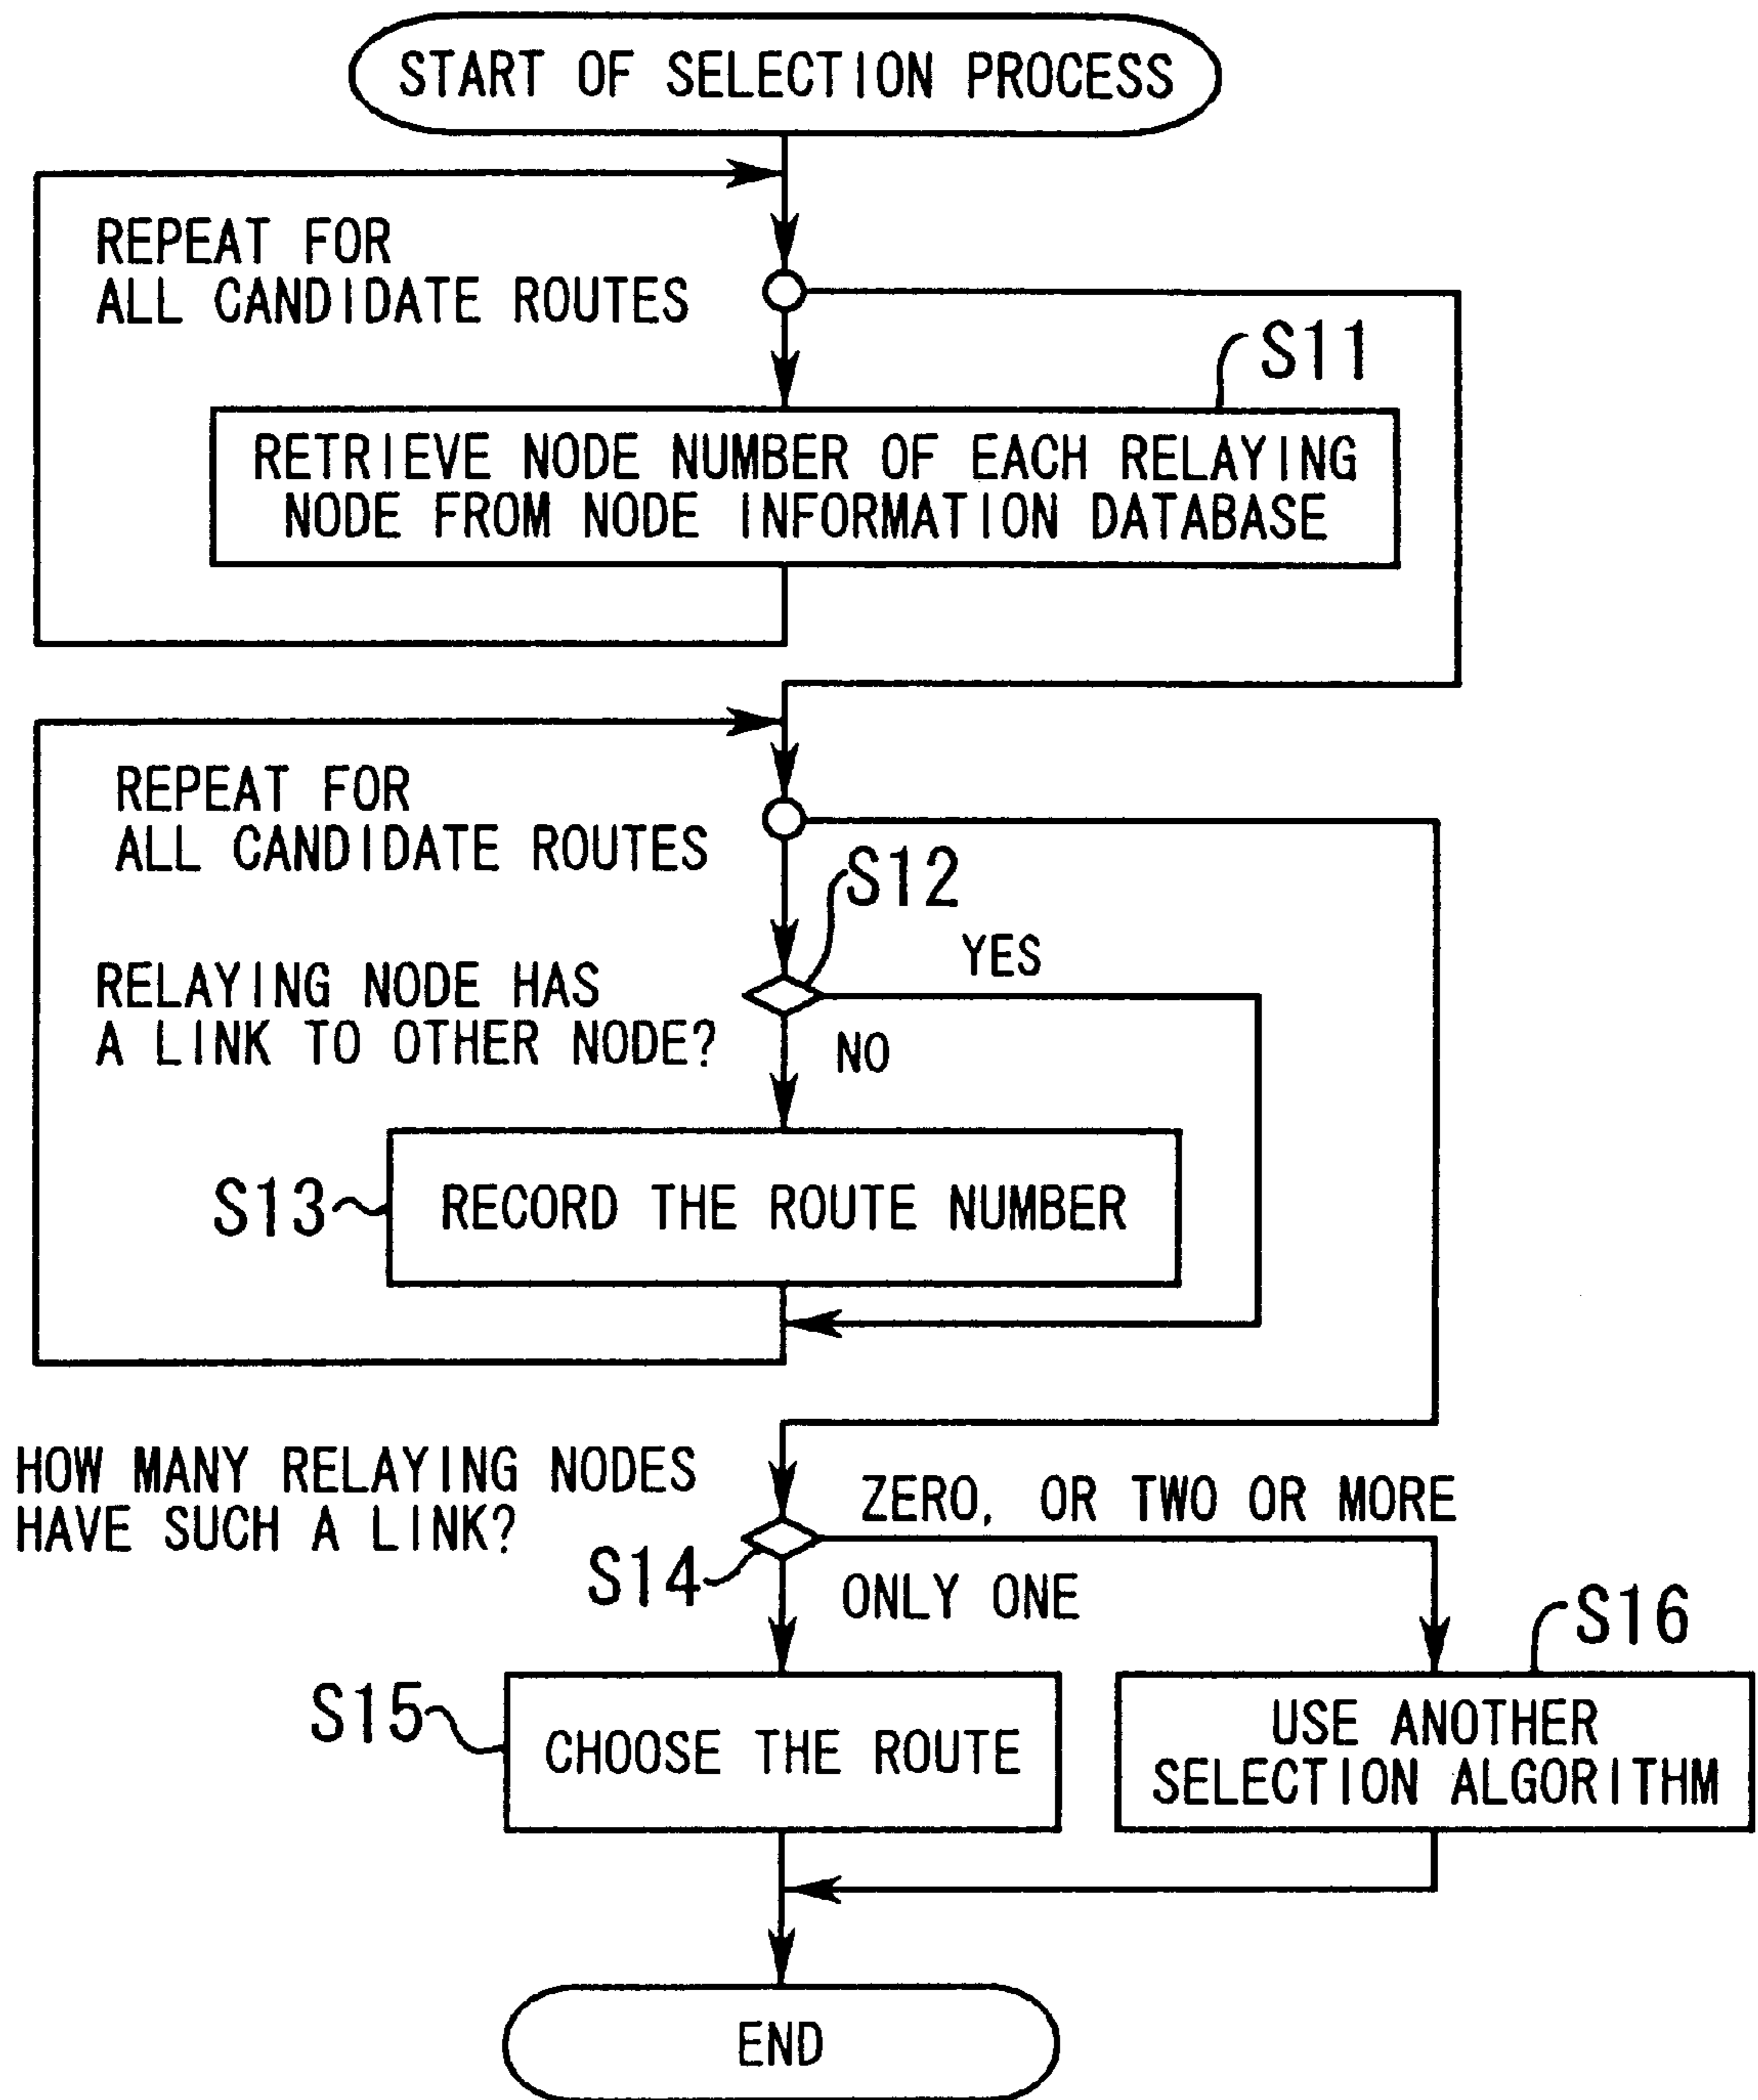 START OF SELECTION PROCESS
REPEAT FOR
ALL CANDIDATE ROUTES
S11
RETRIEVE NODE NUMBER OF EACH RELAYING
NODE FROM NODE INFORMATION DATABASE
REPEAT FOR
ALL CANDIDATE ROUTES
S12
YES
RELAYING NODE HAS
A LINK TO OTHER NODE?
NO
S13
RECORD THE ROUTE NUMBER
HOW MANY RELAYING NODES
HAVE SUCH A LINK?
ZERO, OR TWO OR MORE
S14
ONLY ONE
S16
S15
CHOOSE THE ROUTE
USE ANOTHER
SELECTION ALGORITHM
END